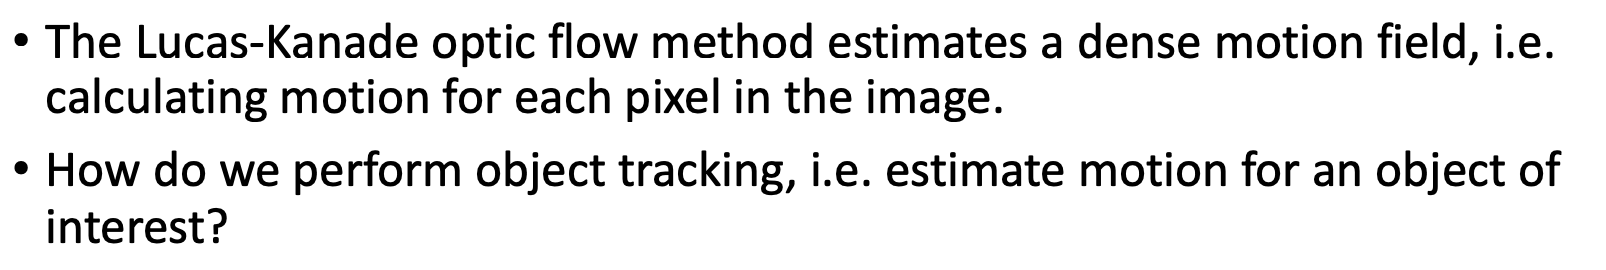 • The Lucas-Kanade optic flow method estimates a dense motion field, i.e.
calculating motion for each pixel in the image.
• How do we perform object tracking, i.e. estimate motion for an object of
interest?